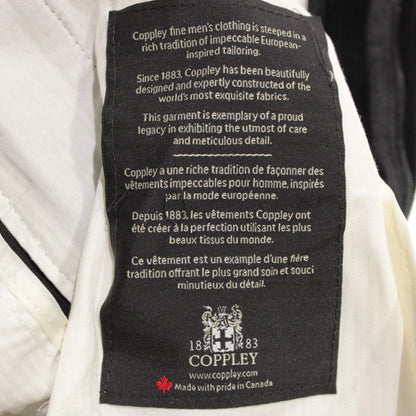 Coppley fine men's clothing is steeped in a
rich tradition of impeccable European-
inspired tailoring.
Since 1883, Coppley has been beautifully
designed and expertly constructed of the
world's most exquisite fabrics.
This garment is exemplary of a proud
legacy in exhibiting the utmost of care
and meticulous detail.
Coppley a une riche tradition de façonner des
vêtements impeccables pour homme, inspirés
par la mode européenne.
Depuis 1883, les vêtements Coppley ont
été créer à la perfection utilisant les plus
beaux tissus du monde.
Ce vêtement est un example d'une fière
tradition offrant le plus grand soin et souci
minutieux du détail.
18 83
COPPLEY
www.coppley.com
Made with pride in Canada